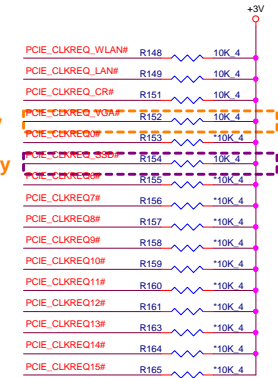 +3V
PCIE_CLKREQ_WLAN# R148 10K_4
PCIE_CLKREQ_LAN# R149 10K_4
PCIE_CLKREQ_CR# R151 10K_4
PCIE_CLKREQ_VGA# R152 10K_4
PCIE_CLKREQ0# R153 *10K_4
PCIE_CLKREQ_SSD# R154 10K_4
y
PCIE_CLKREQ6# R155 *10K_4
PCIE_CLKREQ7# R156 *10K_4
PCIE_CLKREQ8# R157 *10K_4
PCIE_CLKREQ9# R158 *10K_4
PCIE_CLKREQ10# R159 *10K_4
PCIE_CLKREQ11# R160 *10K_4
PCIE_CLKREQ12# R161 *10K_4
PCIE_CLKREQ13# R163 *10K_4
PCIE_CLKREQ14# R164 *10K_4
PCIE_CLKREQ15# R165 *10K_4